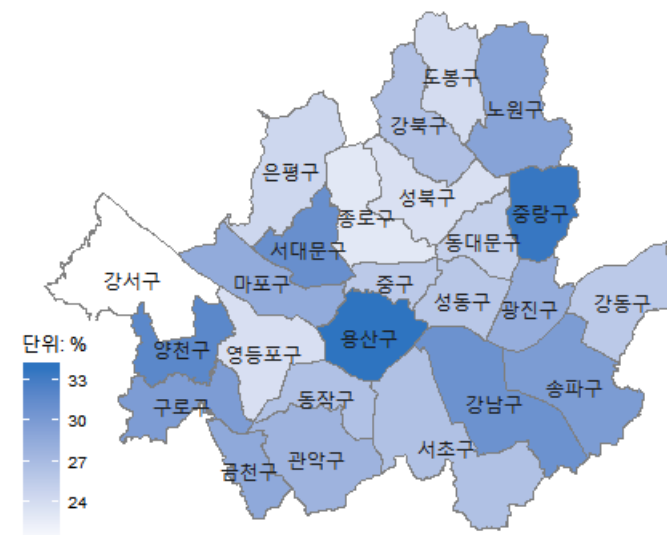 도봉구
노원구
강북구
은평구
성북구
종로구
중랑구
동대문구
서대문구
강서구
마포구
중구
성동구
광진구
강동구
용산구
단위: %
양천구
영등포구
33
송파구
동작구
강남구
구로구
30
서초구
관악구
금천구
27
24